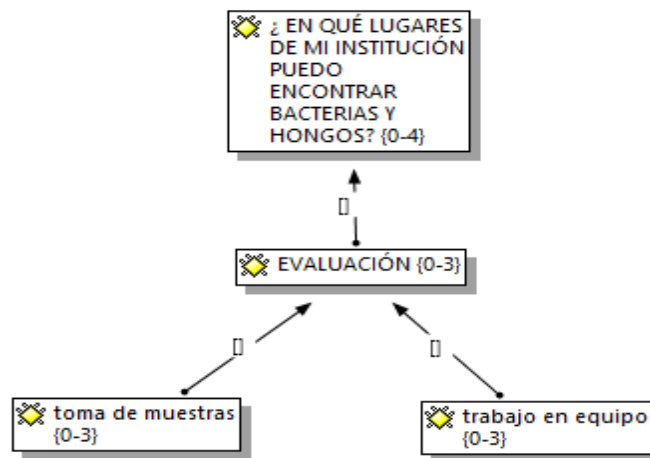 ¿ EN QUÉ LUGARES
DE MI INSTITUCIÓN
PUEDO
ENCONTRAR
BACTERIAS Y
HONGOS? {0-4}
[]
EVALUACIÓN {0-3}
[]
[]
toma de muestras
{0-3}
trabajo en equipo
{0-3}